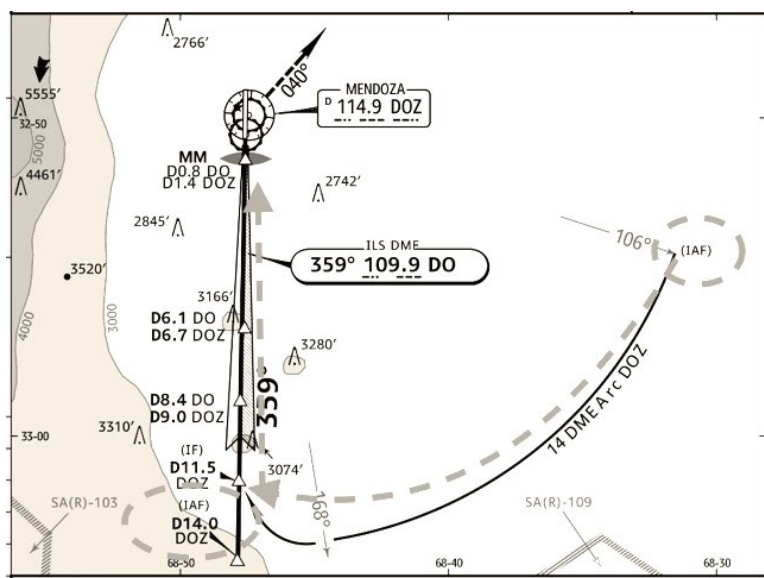 2766'
5555'
32-50
5000
4461'
040°
MENDOZA
D 114.9 DOZ
MM
D0.8 DO
D1.4 DOZ
2742'
2845'
3520'
ILS DME
359° 109.9 DO
106°
(IAF)
4000
3000
3166'
D6.1 DO
D6.7 DOZ
3280'
359°
D8.4 DO
D9.0 DOZ
14 DME Arc DOZ
33-00
3310'
3074'
(IF)
D11.5
DOZ
168°
SA(R)-103
(IAF)
D14.0
DOZ
SA(R)-109
68-50
68-40
68-30